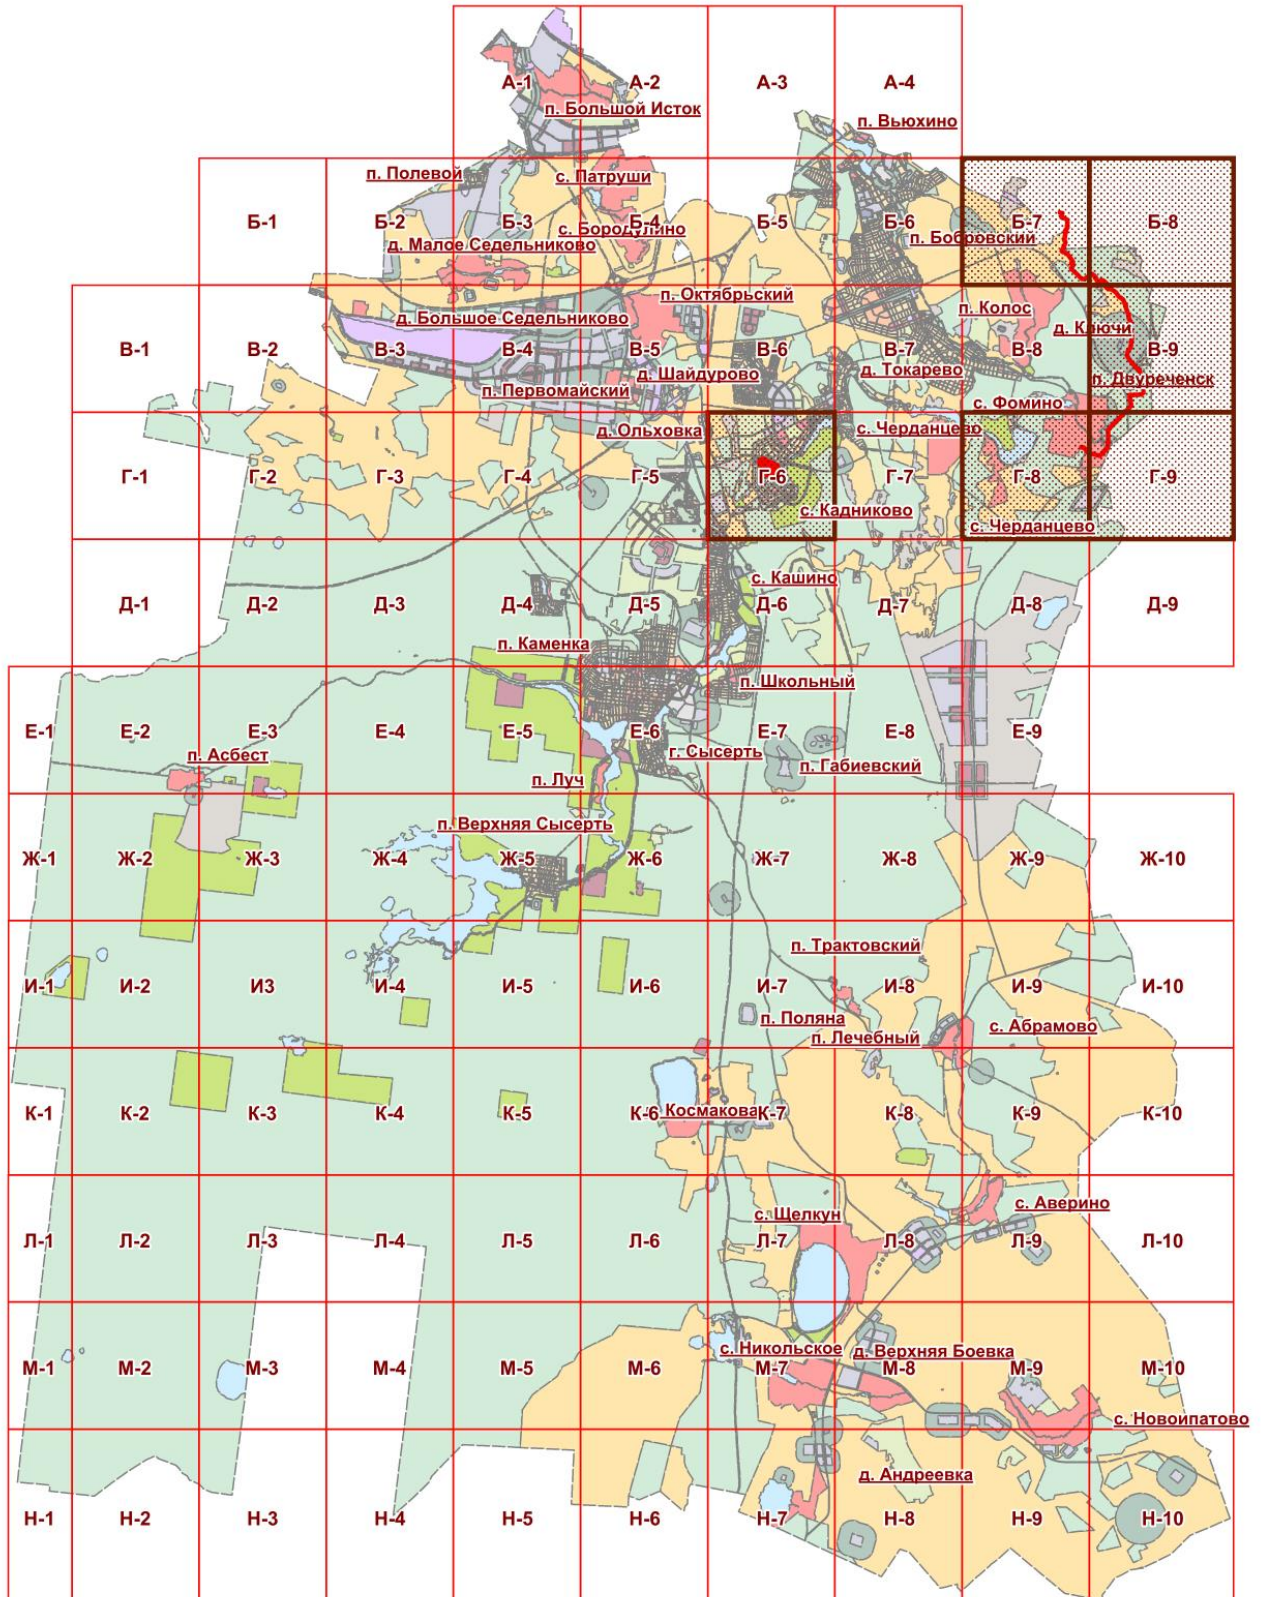 А-1
А-2
А-3
А-4
п. Большой Исток
п. Вьюхино
п. Полевой
с. Патруши
Б-1
Б-2
Б-3
Б-4
Б-5
Б-6
Б-7
Б-8
с. Бородулино
п. Бобровский
д. Малое Седельниково
п. Октябрьский
п. Колос
д. Большое Седельниково
д. Ключи
В-1
В-2
В-3
В-4
В-5
В-6
В-7
В-8
В-9
д. Шайдурово
д. Токарево
п. Двуреченск
п. Первомайский
с. Фомино
д. Ольховка
с. Черданцево
Г-1
Г-2
Г-3
Г-4
Г-5
Г-6
Г-7
Г-8
Г-9
с. Кадниково
с. Черданцево
с. Кашино
Д-1
Д-2
Д-3
Д-4
Д-5
Д-6
Д-7
Д-8
Д-9
п. Каменка
п. Школьный
Е-1
Е-2
Е-3
Е-4
Е-5
Е-6
Е-7
Е-8
Е-9
п. Асбест
г. Сысерть
п. Габиевский
п. Луч
п. Верхняя Сысерть
Ж-1
Ж-2
Ж-3
Ж-4
Ж-5
Ж-6
Ж-7
Ж-8
Ж-9
Ж-10
п. Трактовский
И-1
И-2
И3
И-4
И-5
И-6
И-7
И-8
И-9
И-10
п. Поляна
с. Абрамово
п. Лечебный
К-1
К-2
К-3
К-4
К-5
К-6
Космакова
К-7
К-8
К-9
К-10
с. Аверино
с. Щелкун
Л-1
Л-2
Л-3
Л-4
Л-5
Л-6
Л-7
Л-8
Л-9
Л-10
с. Никольское
д. Верхняя Боевка
М-1
М-2
М-3
М-4
М-5
М-6
М-7
М-8
М-9
М-10
с. Новоипатово
д. Андреевка
Н-1
Н-2
Н-3
Н-4
Н-5
Н-6
Н-7
Н-8
Н-9
Н-10